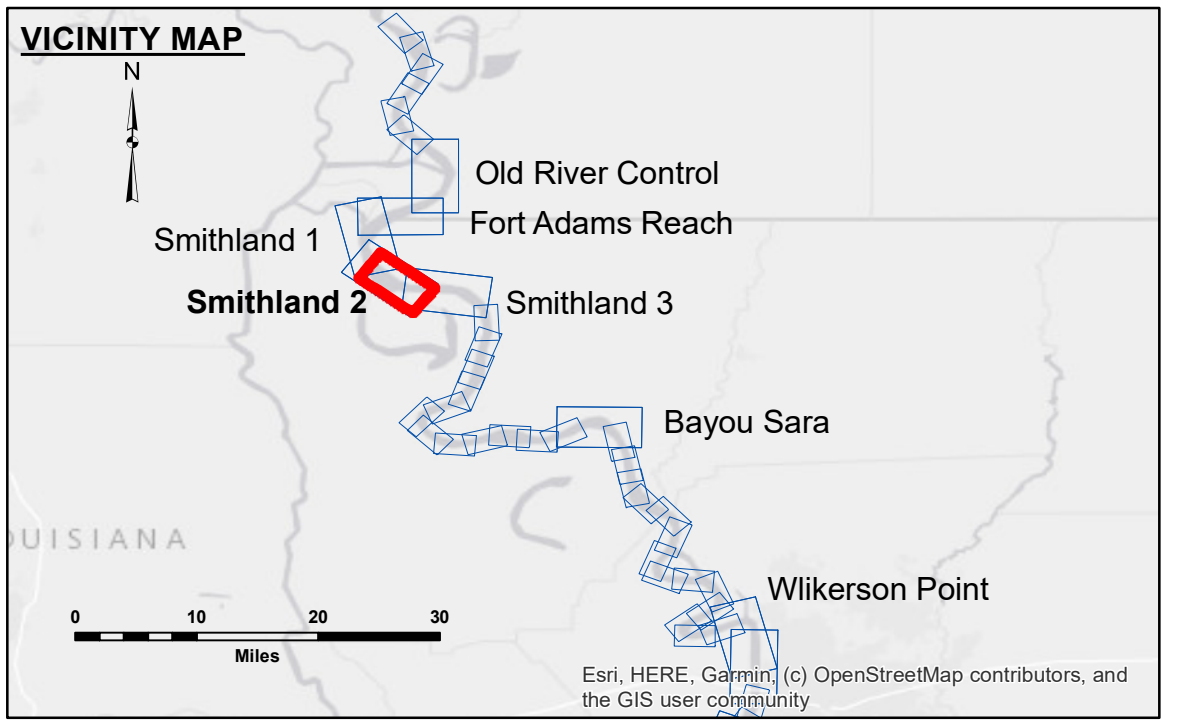 VICINITY MAP
N
Old River Control
Fort Adams Reach
Smithland 1
Smithland 2
Smithland 3
Bayou Sara
OUISIANA
Wlikerson Point
0 10 20 30
Miles
Esri, HERE, Garmin, (c) OpenStreetMap contributors, and
the GIS user community